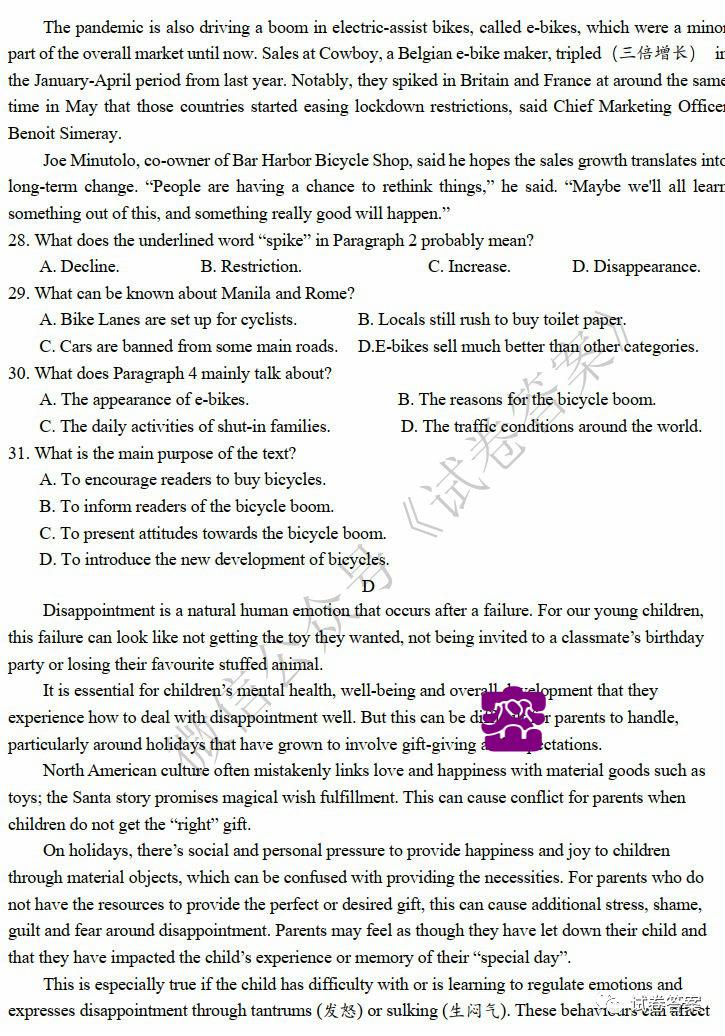 The pandemic is also driving a boom in electric-assist bikes, called e-bikes, which were a minor
part of the overall market until now. Sales at Cowboy, a Belgian e-bike maker, tripled（三倍增长） in
the January-April period from last year. Notably, they spiked in Britain and France at around the same
time in May that those countries started easing lockdown restrictions, said Chief Marketing Officer
Benoit Simeray.
Joe Minutolo, co-owner of Bar Harbor Bicycle Shop, said he hopes the sales growth translates into
long-term change. “People are having a chance to rethink things,” he said. “Maybe we'll all learn
something out of this, and something really good will happen.”
28. What does the underlined word “spike” in Paragraph 2 probably mean?
A. Decline. B. Restriction. C. Increase. D. Disappearance.
29. What can be known about Manila and Rome?
A. Bike Lanes are set up for cyclists. B. Locals still rush to buy toilet paper.
C. Cars are banned from some main roads. D.E-bikes sell much better than other categories.
30. What does Paragraph 4 mainly talk about?
A. The appearance of e-bikes. B. The reasons for the bicycle boom.
C. The daily activities of shut-in families. D. The traffic conditions around the world.
31. What is the main purpose of the text?
A. To encourage readers to buy bicycles.
B. To inform readers of the bicycle boom.
C. To present attitudes towards the bicycle boom.
D. To introduce the new development of bicycles.
D
Disappointment is a natural human emotion that occurs after a failure. For our young children,
this failure can look like not getting the toy they wanted, not being invited to a classmate’s birthday
party or losing their favourite stuffed animal.
It is essential for children’s mental health, well-being and overall development that they
experience how to deal with disappointment well. But this can be for parents to handle,
particularly around holidays that have grown to involve gift-giving
North American culture often mistakenly links love and happiness with material goods such as
toys; the Santa story promises magical wish fulfillment. This can cause conflict for parents when
children do not get the “right” gift.
On holidays, there’s social and personal pressure to provide happiness and joy to children
through material objects, which can be confused with providing the necessities. For parents who do
not have the resources to provide the perfect or desired gift, this can cause additional stress, shame,
guilt and fear around disappointment. Parents may feel as though they have let down their child and
that they have impacted the child’s experience or memory of their “special day”.
This is especially true if the child has difficulty with or is learning to regulate emotions and
expresses disappointment through tantrums (发怒) or sulking (生闷气). These behaviours can affect
微信公众号《试卷答案》
试卷答案